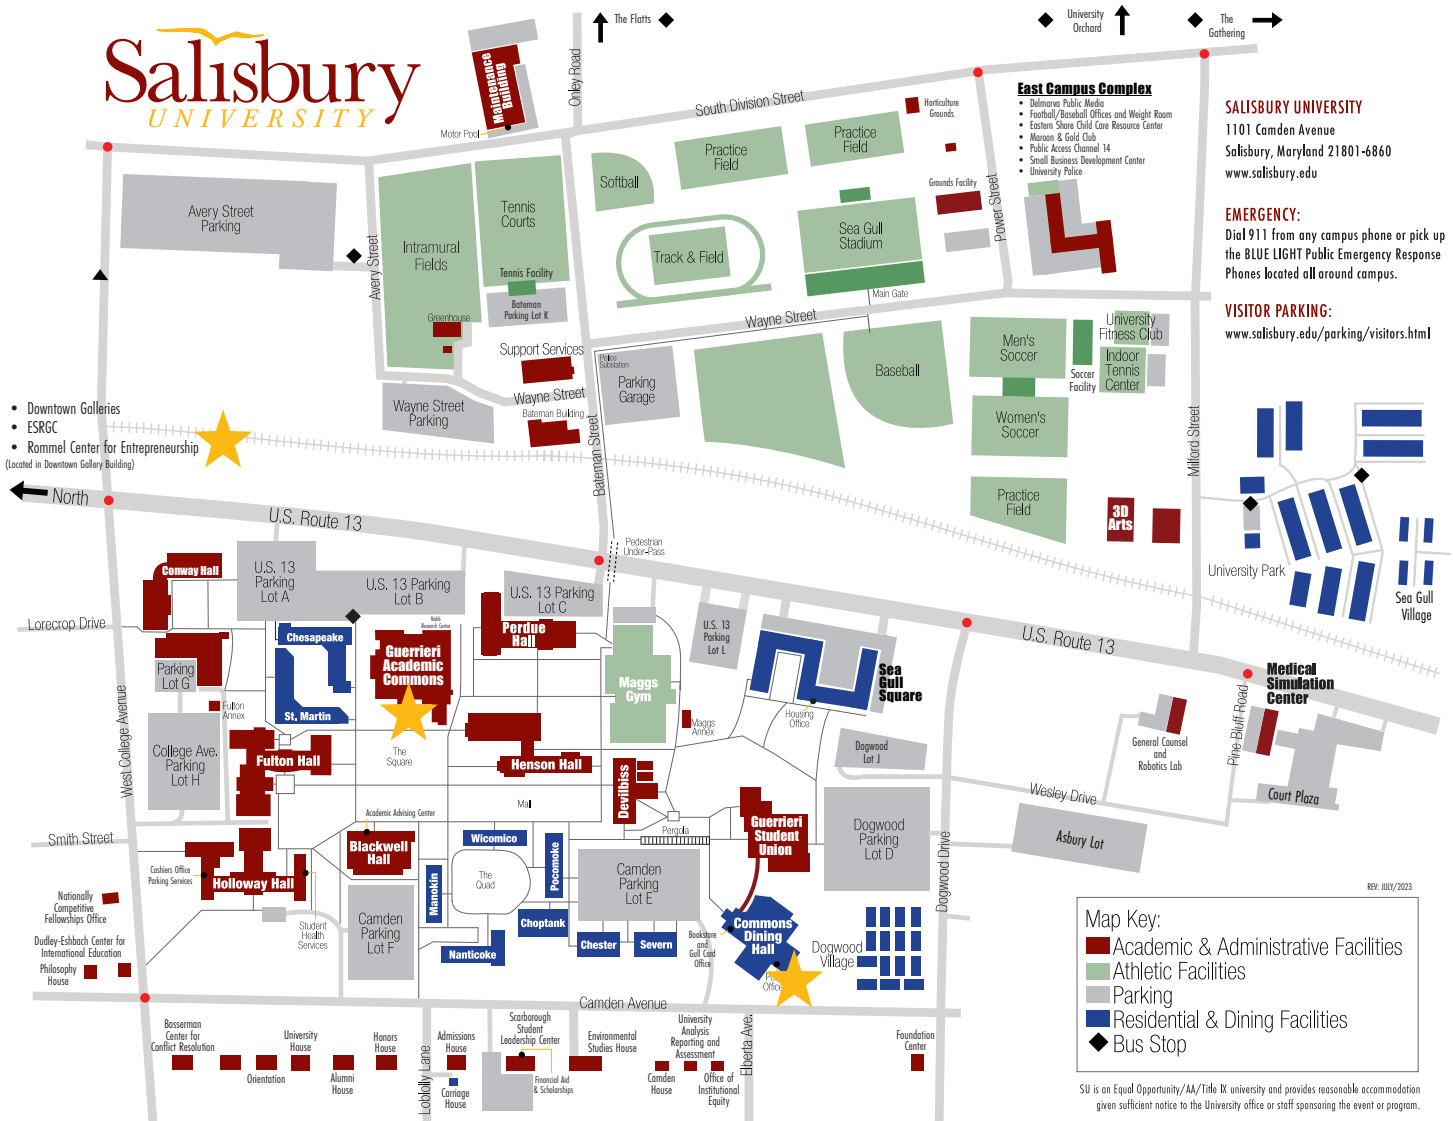 Salisbury
UNIVERSITY
The Flatts
University
Orchard
The
Gathering
Maintenance
Building
Motor Pool
Onley Road
South Division Street
Horticulture
Grounds
East Campus Complex
• Delmarva Public Media
• Football/Baseball Offices and Weight Room
• Eastern Shore Child Care Resource Center
• Maroon & Gold Club
• Public Access Channel 14
• Small Business Development Center
• University Police
SALISBURY UNIVERSITY
1101 Camden Avenue
Salisbury, Maryland 21801-6860
www.salisbury.edu
EMERGENCY:
Dial 911 from any campus phone or pick up
the BLUE LIGHT Public Emergency Response
Phones located all around campus.
VISITOR PARKING:
www.salisbury.edu/parking/visitors.html
Avery Street
Parking
Avery Street
Intramural
Fields
Tennis
Courts
Tennis Facility
Bateman
Parking Lot K
Greenhouse
Softball
Practice
Field
Practice
Field
Track & Field
Sea Gull
Stadium
Grounds Facility
Power Street
Main Gate
Wayne Street
Support Services
Police
Substation
Parking
Garage
Wayne Street
Parking
Wayne Street
Bateman Building
Bateman Street
Baseball
Men's
Soccer
Women's
Soccer
Soccer
Facility
University
Fitness Club
Indoor
Tennis
Center
Milford Street
Practice
Field
3D
Arts
University Park
Sea Gull
Village
• Downtown Galleries
• ESRGC
• Rommel Center for Entrepreneurship
(Located in Downtown Gallery Building)
North
U.S. Route 13
Pedestrian
Under-Pass
Conway Hall
U.S. 13
Parking
Lot A
U.S. 13 Parking
Lot B
U.S. 13 Parking
Lot C
Lorecrop Drive
Chesapeake
Nabb
Research Center
Guerrieri
Academic
Commons
Perdue
Hall
Maggs
Gym
U.S. 13
Parking
Lot L
Sea
Gull
Square
Housing
Office
U.S. Route 13
Medical
Simulation
Center
Parking
Lot G
Fulton
Annex
St. Martin
West College Avenue
College Ave.
Parking
Lot H
Fulton Hall
The
Square
Henson Hall
Maggs
Annex
Devilbiss
Dogwood
Lot J
General Counsel
and
Robotics Lab
Pine Bluff Road
Court Plaza
Wesley Drive
Mall
Pergola
Guerrieri
Student
Union
Dogwood
Parking
Lot D
Asbury Lot
Smith Street
Academic Advising Center
Blackwell
Hall
Wicomico
Pocomoke
The
Quad
Manokin
Camden
Parking
Lot E
Cashiers Office
Parking Services
Holloway Hall
Student
Health
Services
Camden
Parking
Lot F
Choptank
Nanticoke
Chester
Severn
Bookstore
and
Gull Card
Office
Commons
Dining
Hall
Dogwood
Village
Dogwood Drive
Nationally
Competitive
Fellowships Office
Dudley-Eshbach Center for
International Education
Philosophy
House
Camden Avenue
Bosserman
Center for
Conflict Resolution
Orientation
University
House
Alumni
House
Honors
House
Loblolly Lane
Admissions
House
Carriage
House
Scarborough
Student
Leadership Center
Financial Aid
& Scholarships
Environmental
Studies House
Camden
House
University
Analysis
Reporting and
Assessment
Office of
Institutional
Equity
Elberta Ave.
Foundation
Center
REV: JULY/2023
Map Key:
Academic & Administrative Facilities
Athletic Facilities
Parking
Residential & Dining Facilities
Bus Stop
SU is an Equal Opportunity/AA/Title IX university and provides reasonable accommodation
given sufficient notice to the University office or staff sponsoring the event or program.